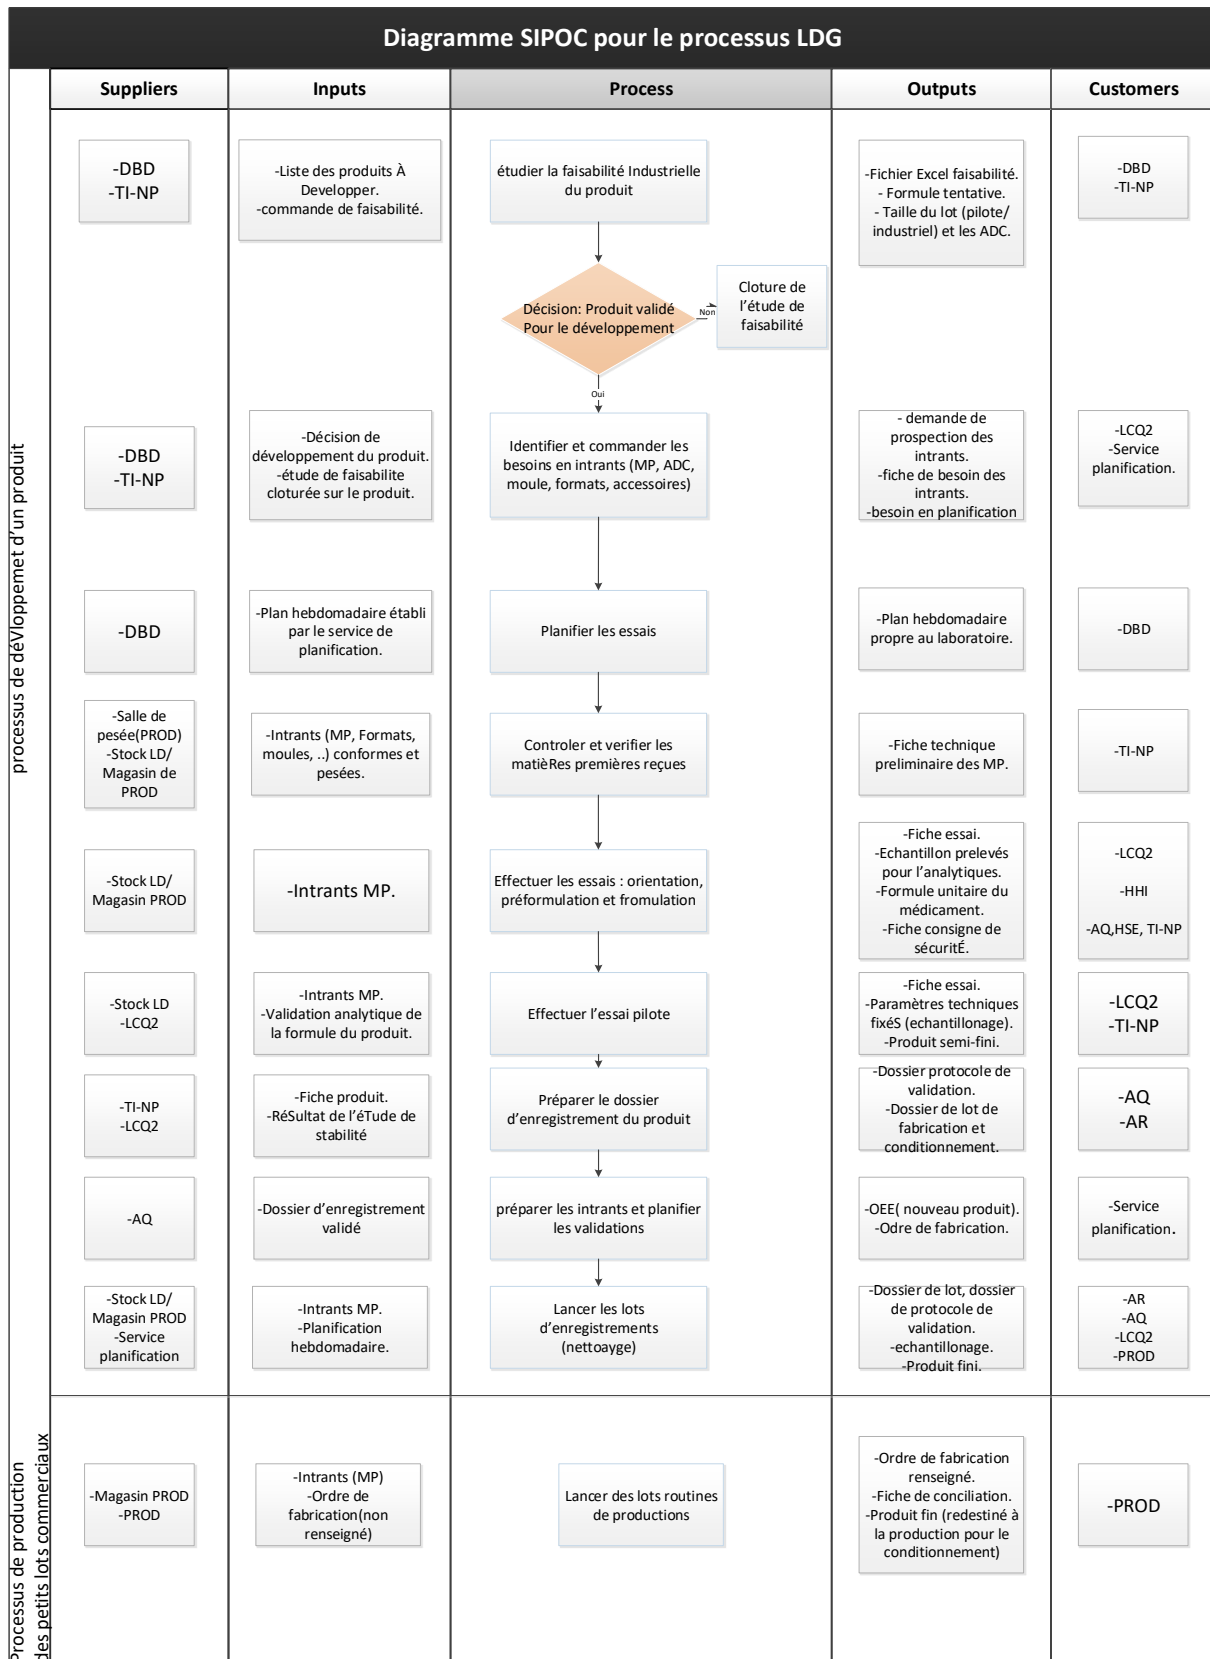 Diagramme SIPOC pour le processus LDG
Suppliers
Inputs
Process
Outputs
Customers
processus de déVloppemet d'un produit
-DBD
-TI-NP
-Liste des produits À
Developper.
-commande de faisabilité.
étudier la faisabilité Industrielle
du produit
-Fichier Excel faisabilité.
- Formule tentative.
- Taille du lot (pilote/
industriel) et les ADC.
-DBD
-TI-NP
Décision: Produit validé
Pour le développement
Non
Cloture de
l'étude de
faisabilité
Oui
-DBD
-TI-NP
-Décision de
développement du produit.
-étude de faisabilite
cloturée sur le produit.
Identifier et commander les
besoins en intrants (MP, ADC,
moule, formats, accessoires)
- demande de
prospection des
intrants.
-fiche de besoin des
intrants.
-besoin en planification
-LCQ2
-Service
planification.
-DBD
-Plan hebdomadaire établi
par le service de
planification.
Planifier les essais
-Plan hebdomadaire
propre au laboratoire.
-DBD
-Salle de
pesée(PROD)
-Stock LD/
Magasin de
PROD
-Intrants (MP, Formats,
moules, ..) conformes et
pesées.
Controler et verifier les
matièRes premières reçues
-Fiche technique
preliminaire des MP.
-TI-NP
-Stock LD/
Magasin PROD
-Intrants MP.
Effectuer les essais : orientation,
préformulation et fromulation
-Fiche essai.
-Echantillon prelevés
pour l'analytiques.
-Formule unitaire du
médicament.
-Fiche consigne de
sécuritÉ.
-LCQ2
-HHI
-AQ,HSE, TI-NP
-Stock LD
-LCQ2
-Intrants MP.
-Validation analytique de
la formule du produit.
Effectuer l'essai pilote
-Fiche essai.
-Paramètres techniques
fixéS (echantillonage).
-Produit semi-fini.
-LCQ2
-TI-NP
-TI-NP
-LCQ2
-Fiche produit.
-RéSultat de l'éTude de
stabilité
Préparer le dossier
d'enregistrement du produit
-Dossier protocole de
validation.
-Dossier de lot de
fabrication et
conditionnement.
-AQ
-AR
-AQ
-Dossier d'enregistrement
validé
préparer les intrants et planifier
les validations
-OEE( nouveau produit).
-Odre de fabrication.
-Service
planification.
-Stock LD/
Magasin PROD
-Service
planification
-Intrants MP.
-Planification
hebdomadaire.
Lancer les lots
d'enregistrements
(nettoayge)
-Dossier de lot, dossier
de protocole de
validation.
-echantillonage.
-Produit fini.
-AR
-AQ
-LCQ2
-PROD
Processus de production
des petits lots commerciaux
-Magasin PROD
-PROD
-Intrants (MP)
-Ordre de
fabrication(non
renseigné)
Lancer des lots routines
de productions
-Ordre de fabrication
renseigné.
-Fiche de conciliation.
-Produit fin (redestiné à
la production pour le
conditionnement)
-PROD